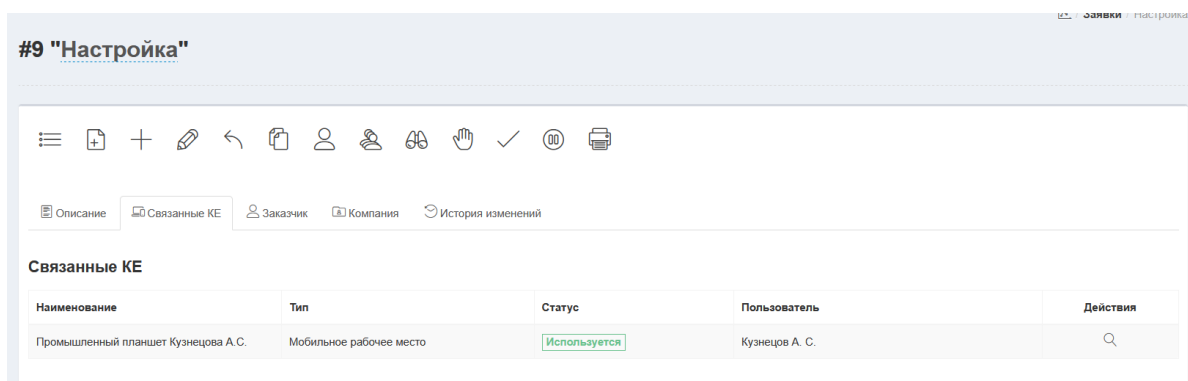 Заявки / Настройка
#9 "Настройка"
Описание Связанные КЕ Заказчик Компания История изменений
Связанные КЕ
Наименование Тип Статус Пользователь Действия
Промышленный планшет Кузнецова А.С. Мобильное рабочее место Используется Кузнецов А. С.